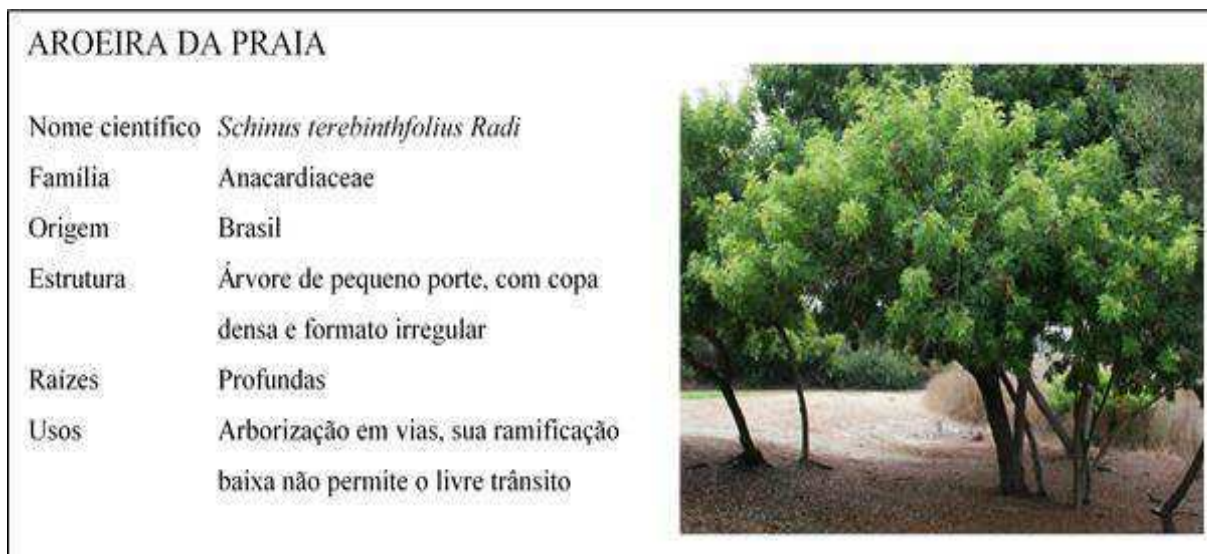 AROEIRA DA PRAIA
Nome científico Schinus terebinthfolius Radi
Família Anacardiaceae
Origem Brasil
Estrutura Árvore de pequeno porte, com copa
densa e formato irregular
Raízes Profundas
Usos Arborização em vias, sua ramificação
baixa não permite o livre trânsito